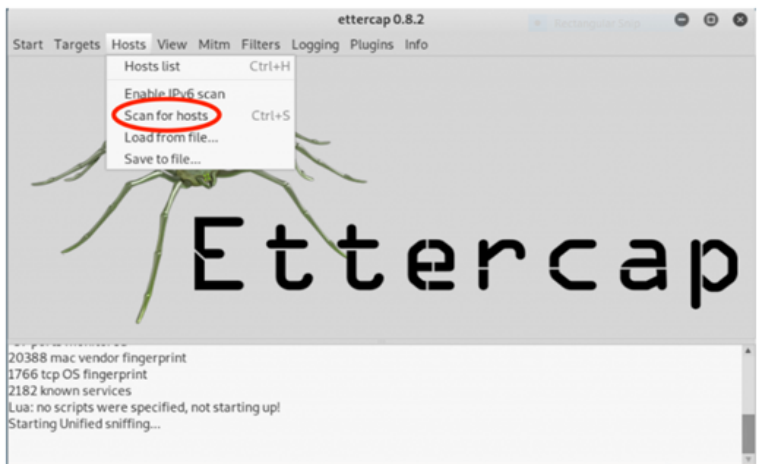 ettercap 0.8.2
Start Targets Hosts View Mitm Filters Logging Plugins Info
Hosts list Ctrl+H
Enable IPv6 scan
Scan for hosts Ctrl+S
Load from file...
Save to file...
Ettercap
20388 mac vendor fingerprint
1766 tcp OS fingerprint
2182 known services
Lua: no scripts were specified, not starting up!
Starting Unified sniffing...